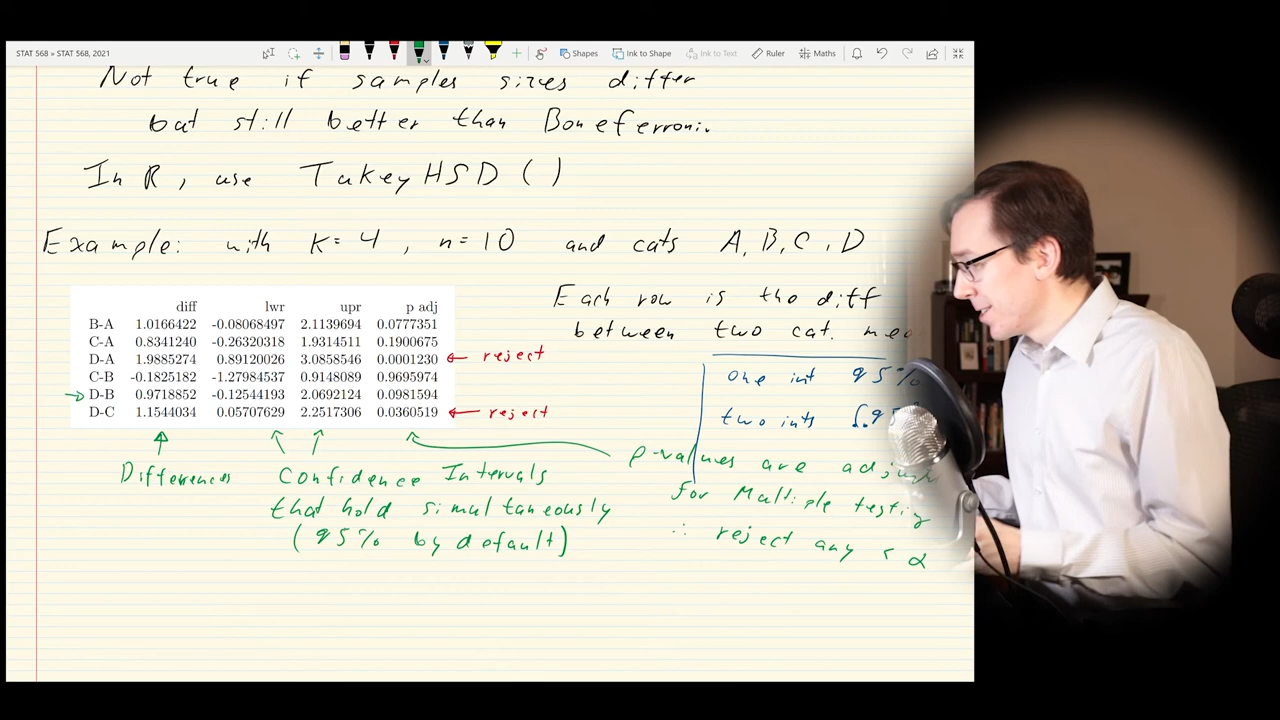 STAT 568 » STAT 568, 2021
Shapes
Ink to Shape
Ink to Text
Ruler
Maths
Not true if samples sizes differ
but still better than Boneferroni.
In R, use TukeyHSD ()
Example: with K=4, n=10 and cats A, B, C, D
diff lwr upr p adj
B-A 1.0166422 -0.08068497 2.1139694 0.0777351
C-A 0.8341240 -0.26320318 1.9314511 0.1900675
D-A 1.9885274 0.89120026 3.0858546 0.0001230 ← reject
C-B -0.1825182 -1.27984537 0.9148089 0.9695974
→ D-B 0.9718852 -0.12544193 2.0692124 0.0981594
D-C 1.1544034 0.05707629 2.2517306 0.0360519 ← reject
Each row is the diff
between two cat.
one int 95%
two ints
Differences
Confidence Intervals
that hold simultaneously
(95% by default)
p-values are
for Multiple testing
∴ reject any < α